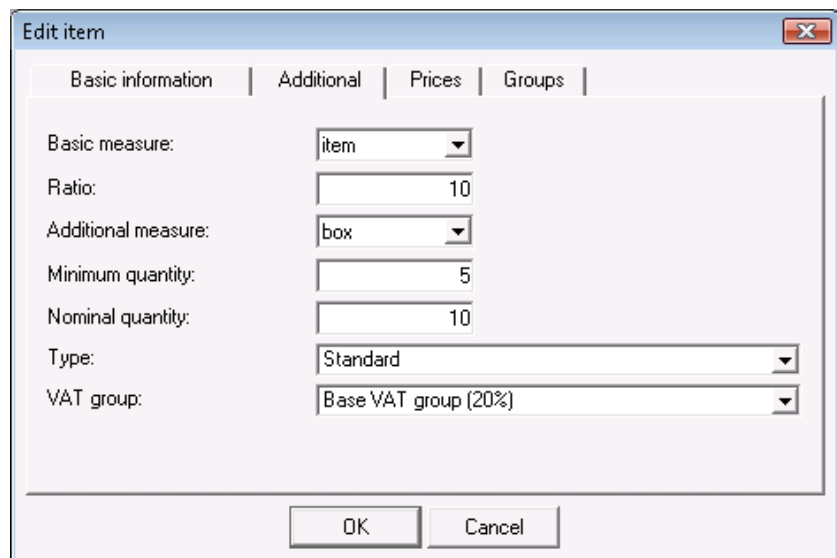 Edit item
Basic information Additional Prices Groups
Basic measure: item
Ratio: 10
Additional measure: box
Minimum quantity: 5
Nominal quantity: 10
Type: Standard
VAT group: Base VAT group (20%)
OK Cancel